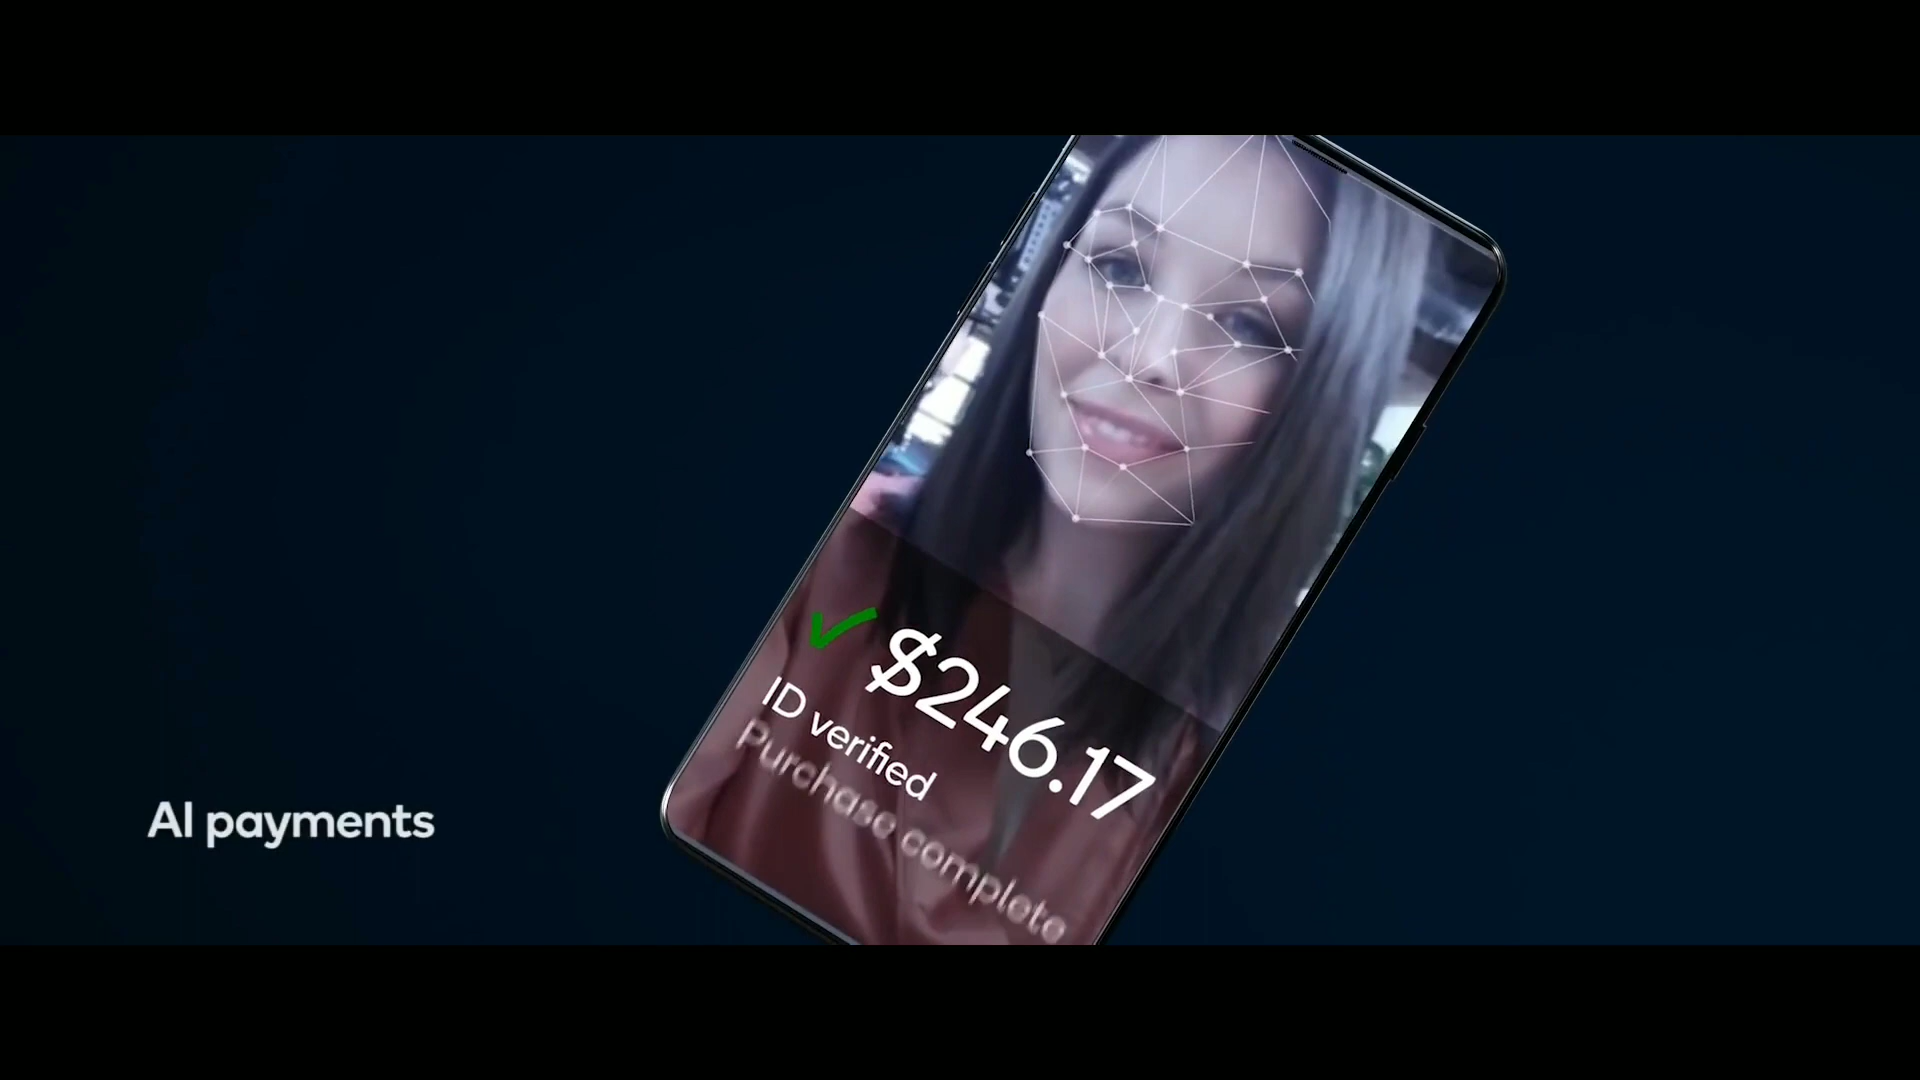 $246.17
ID verified
Purchase complete
AI payments